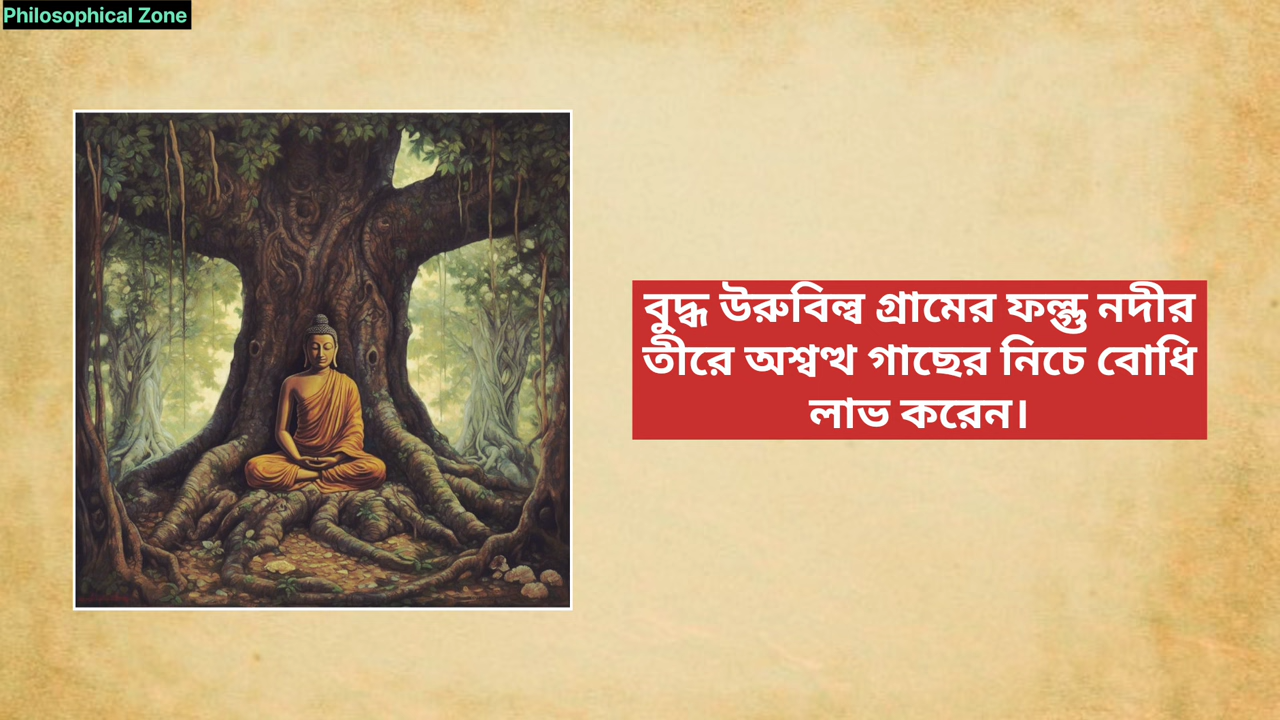 Philosophical Zone
বুদ্ধ উরুবিল্ব গ্রামের ফল্গু নদীর
তীরে অশ্বত্থ গাছের নিচে বোধি
লাভ করেন।